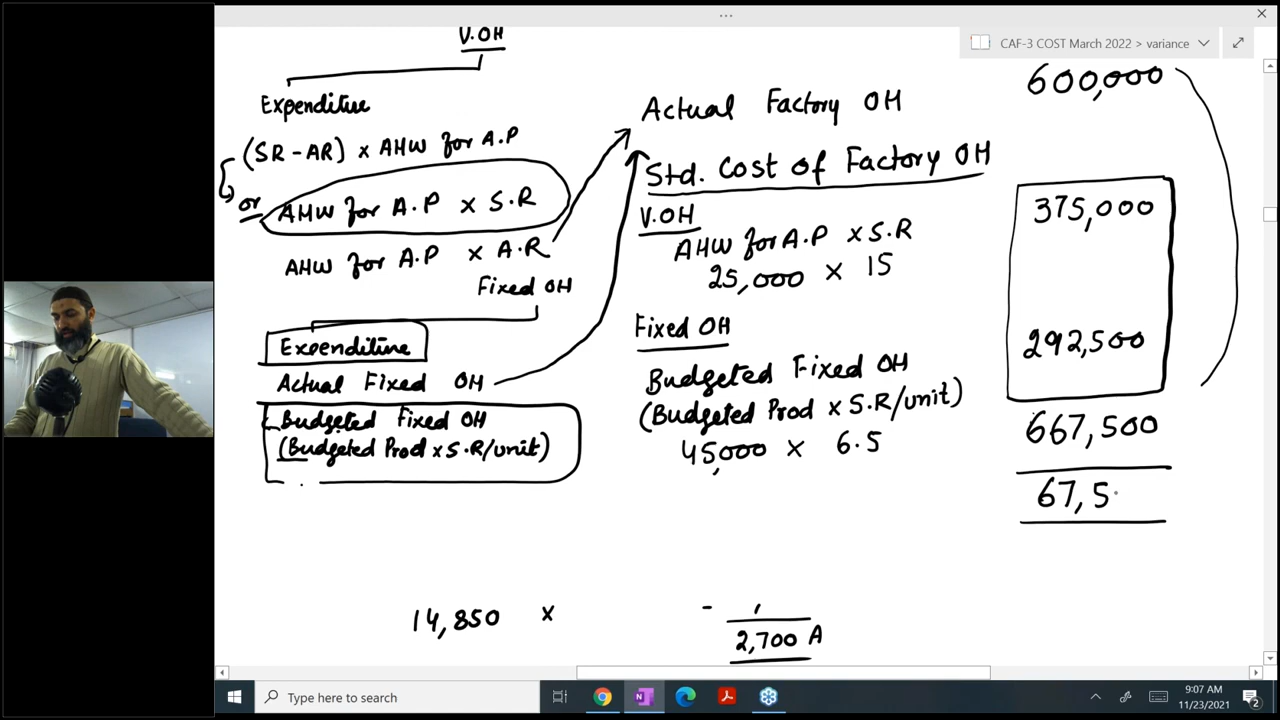 CAF-3 COST March 2022 > variance
V.OH
Expenditure
(SR-AR) x AHW for A.P
or AHW for A.P x S.R
AHW for A.P x A.R
Fixed OH
Expenditure
Actual Fixed OH
Budgeted Fixed OH
(Budgeted Prod x S.R/unit)
Actual Factory OH
600,000
Std. Cost of Factory OH
V.OH
375,000
AHW for A.P x S.R
25,000 x 15
Fixed OH
292,500
Budgeted Fixed OH
(Budgeted Prod x S.R/unit)
45,000 x 6.5
667,500
67,5
14,850 x
2,700 A
Type here to search
9:07 AM
11/23/2021
2